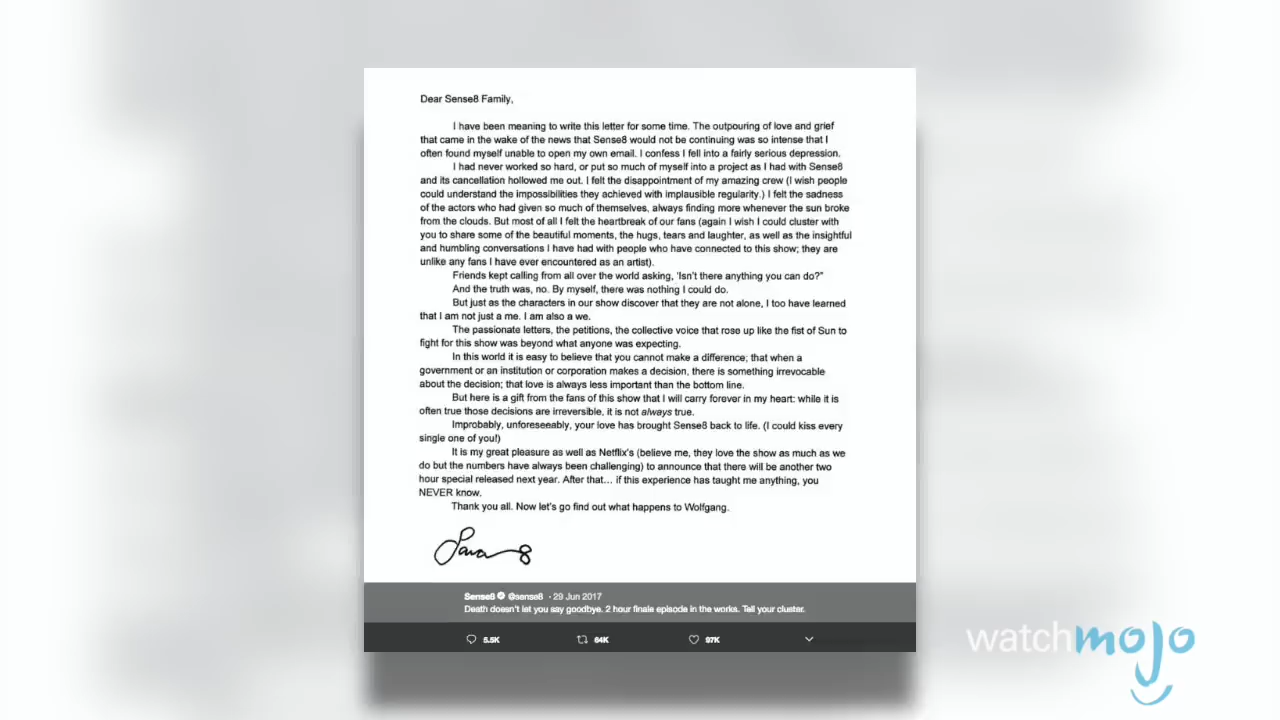 Dear Sense8 Family,
I have been meaning to write this letter for some time. The outpouring of love and grief
that came in the wake of the news that Sense8 would not be continuing was so intense that I
often found myself unable to open my own email. I confess I fell into a fairly serious depression.
I had never worked so hard, or put so much of myself into a project as I had with Sense8
and its cancellation hollowed me out. I felt the disappointment of my amazing crew (I wish people
could understand the impossibilities they achieved with implausible regularity.) I felt the sadness
of the actors who had given so much of themselves, always finding more whenever the sun broke
from the clouds. But most of all I felt the heartbreak of our fans (again I wish I could cluster with
you to share some of the beautiful moments, the hugs, tears and laughter, as well as the insightful
and humbling conversations I have had with people who have connected to this show; they are
unlike any fans I have ever encountered as an artist).
Friends kept calling from all over the world asking, 'Isn't there anything you can do?"
And the truth was, no. By myself, there was nothing I could do.
But just as the characters in our show discover that they are not alone, I too have learned
that I am not just a me. I am also a we.
The passionate letters, the petitions, the collective voice that rose up like the fist of Sun to
fight for this show was beyond what anyone was expecting.
In this world it is easy to believe that you cannot make a difference; that when a
government or an institution or corporation makes a decision, there is something irrevocable
about the decision; that love is always less important than the bottom line.
But here is a gift from the fans of this show that I will carry forever in my heart: while it is
often true those decisions are irreversible, it is not always true.
Improbably, unforeseeably, your love has brought Sense8 back to life. (I could kiss every
single one of you!)
It is my great pleasure as well as Netflix's (believe me, they love the show as much as we
do but the numbers have always been challenging) to announce that there will be another two
hour special released next year. After that... if this experience has taught me anything, you
NEVER know.
Thank you all. Now let's go find out what happens to Wolfgang.
Lana 8
Sense8 @sense8 · 29 Jun 2017
Death doesn't let you say goodbye. 2 hour finale episode in the works. Tell your cluster.
5.5K 64K 97K
watchmojo